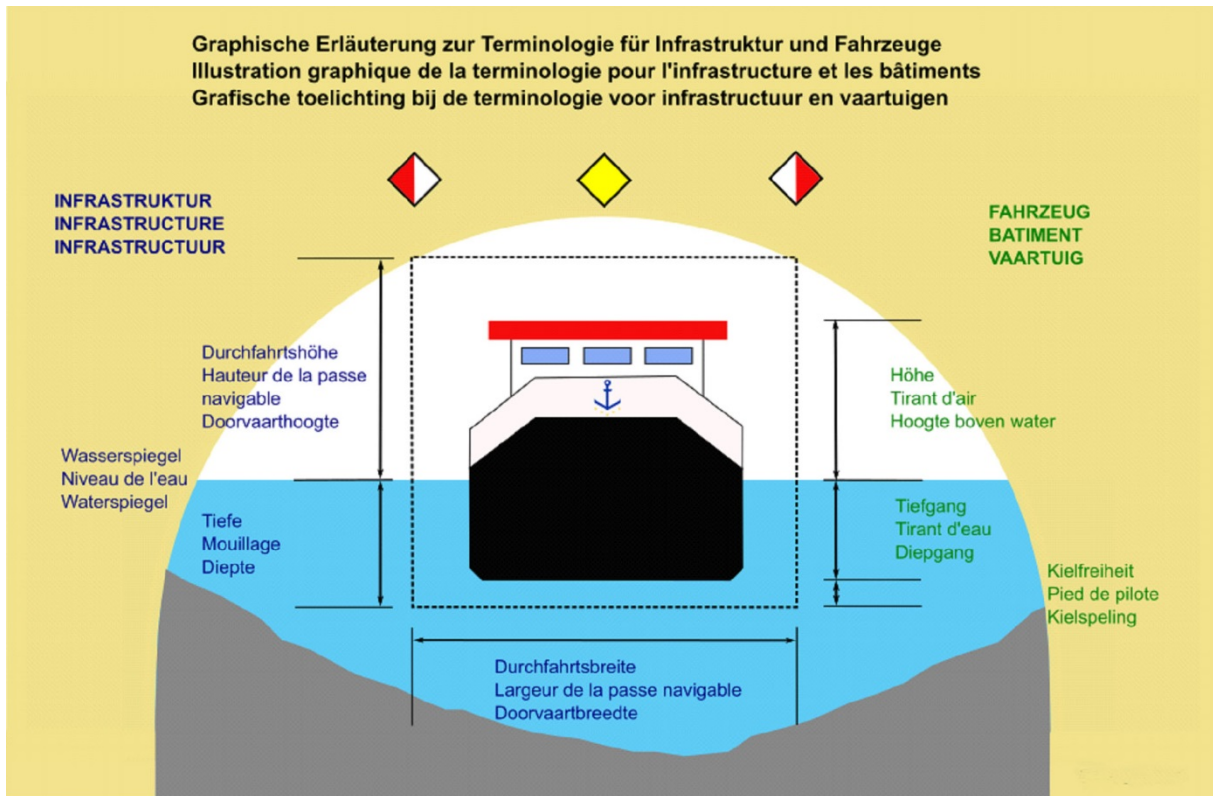 Graphische Erläuterung zur Terminologie für Infrastruktur und Fahrzeuge
Illustration graphique de la terminologie pour l'infrastructure et les bâtiments
Grafische toelichting bij de terminologie voor infrastructuur en vaartuigen
INFRASTRUKTUR
INFRASTRUCTURE
INFRASTRUCTUUR
FAHRZEUG
BATIMENT
VAARTUIG
Durchfahrtshöhe
Hauteur de la passe
navigable
Doorvaarthoogte
Höhe
Tirant d'air
Hoogte boven water
Wasserspiegel
Niveau de l'eau
Waterspiegel
Tiefe
Mouillage
Diepte
Tiefgang
Tirant d'eau
Diepgang
Kielfreiheit
Pied de pilote
Kielspeling
Durchfahrtsbreite
Largeur de la passe navigable
Doorvaartbreedte